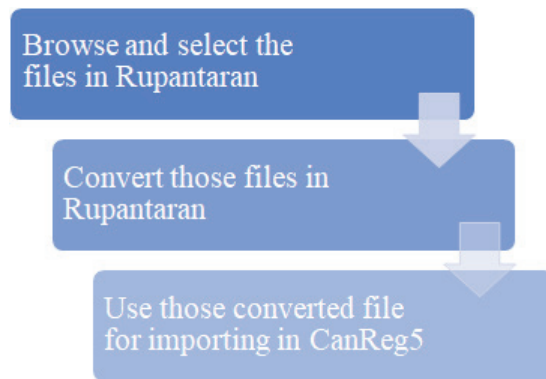 Browse and select the
files in Rupantaran
Convert those files in
Rupantaran
Use those converted file
for importing in CanReg5